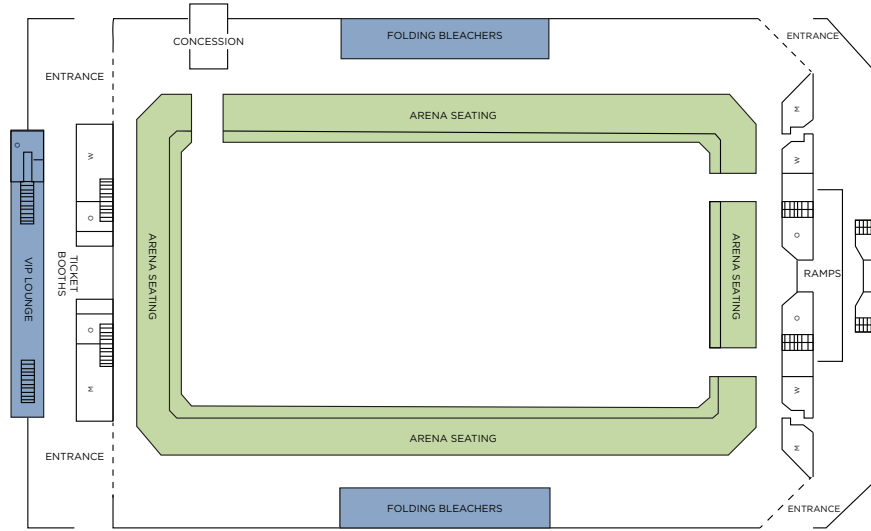 CONCESSION
FOLDING BLEACHERS
ENTRANCE
ENTRANCE
M
ARENA SEATING
W
W
O
O
O
ARENA SEATING
ARENA SEATING
VIP LOUNGE
TICKET
BOOTHS
RAMPS
O
O
M
W
ARENA SEATING
M
ENTRANCE
FOLDING BLEACHERS
ENTRANCE